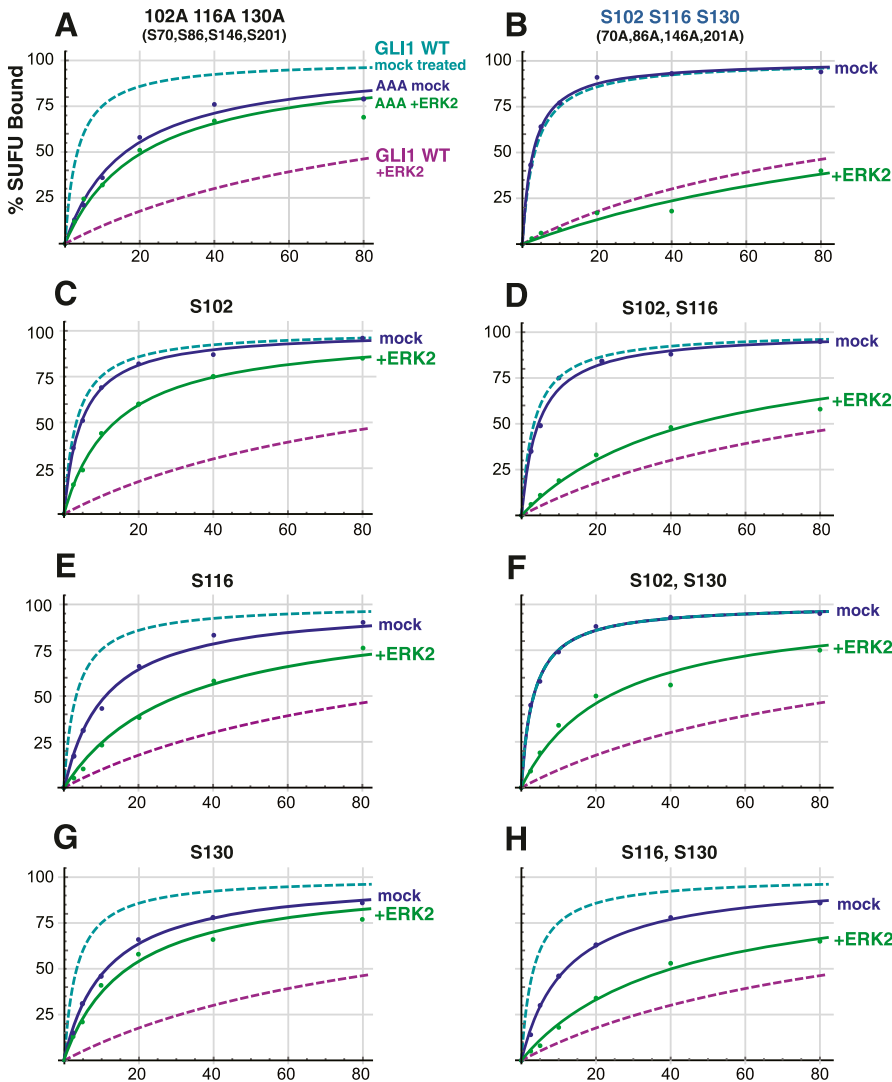 A
102A 116A 130A
(S70,S86,S146,S201)
% SUFU Bound
100
75
50
25
0
20
40
60
80
GLI1 WT
mock treated
AAA mock
AAA +ERK2
GLI1 WT
+ERK2
B
S102 S116 S130
(70A,86A,146A,201A)
100
75
50
25
0
20
40
60
80
mock
+ERK2
C
S102
100
75
50
25
0
20
40
60
80
mock
+ERK2
D
S102, S116
100
75
50
25
0
20
40
60
80
mock
+ERK2
E
S116
100
75
50
25
20
40
60
80
mock
+ERK2
F
S102, S130
100
75
50
25
20
40
60
80
mock
+ERK2
G
S130
100
75
50
25
0
20
40
60
80
mock
+ERK2
H
S116, S130
100
75
50
25
0
20
40
60
80
mock
+ERK2